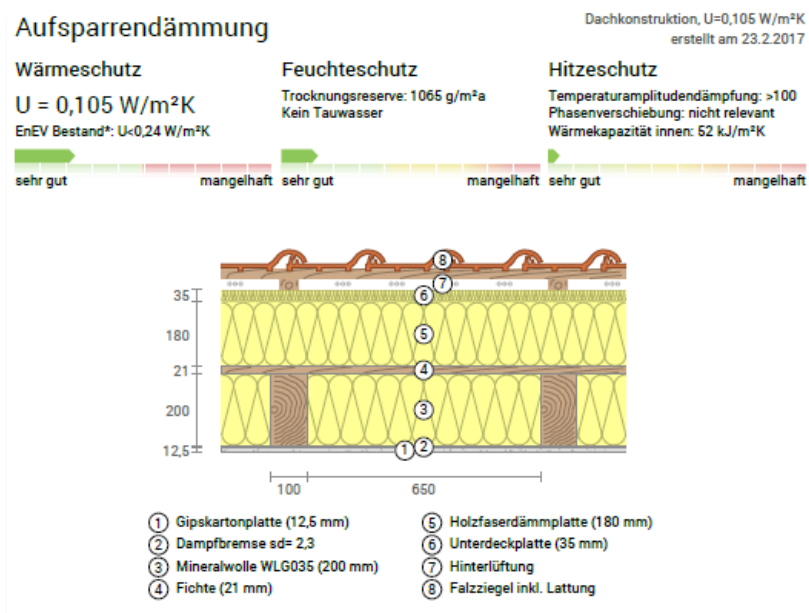 Aufsparrendämmung
Dachkonstruktion, U=0,105 W/m²K
erstellt am 23.2.2017
Wärmeschutz
U = 0,105 W/m²K
EnEV Bestand*: U<0,24 W/m²K
sehr gut mangelhaft
Feuchteschutz
Trocknungsreserve: 1065 g/m²a
Kein Tauwasser
sehr gut mangelhaft
Hitzeschutz
Temperaturamplitudendämpfung: >100
Phasenverschiebung: nicht relevant
Wärmekapazität innen: 52 kJ/m²K
sehr gut mangelhaft
8
7
35 6
180 5
21 4
200 3
12,5 1 2
100 650
1 Gipskartonplatte (12,5 mm)
2 Dampfbremse sd= 2,3
3 Mineralwolle WLG035 (200 mm)
4 Fichte (21 mm)
5 Holzfaserdämmplatte (180 mm)
6 Unterdeckplatte (35 mm)
7 Hinterlüftung
8 Falzziegel inkl. Lattung